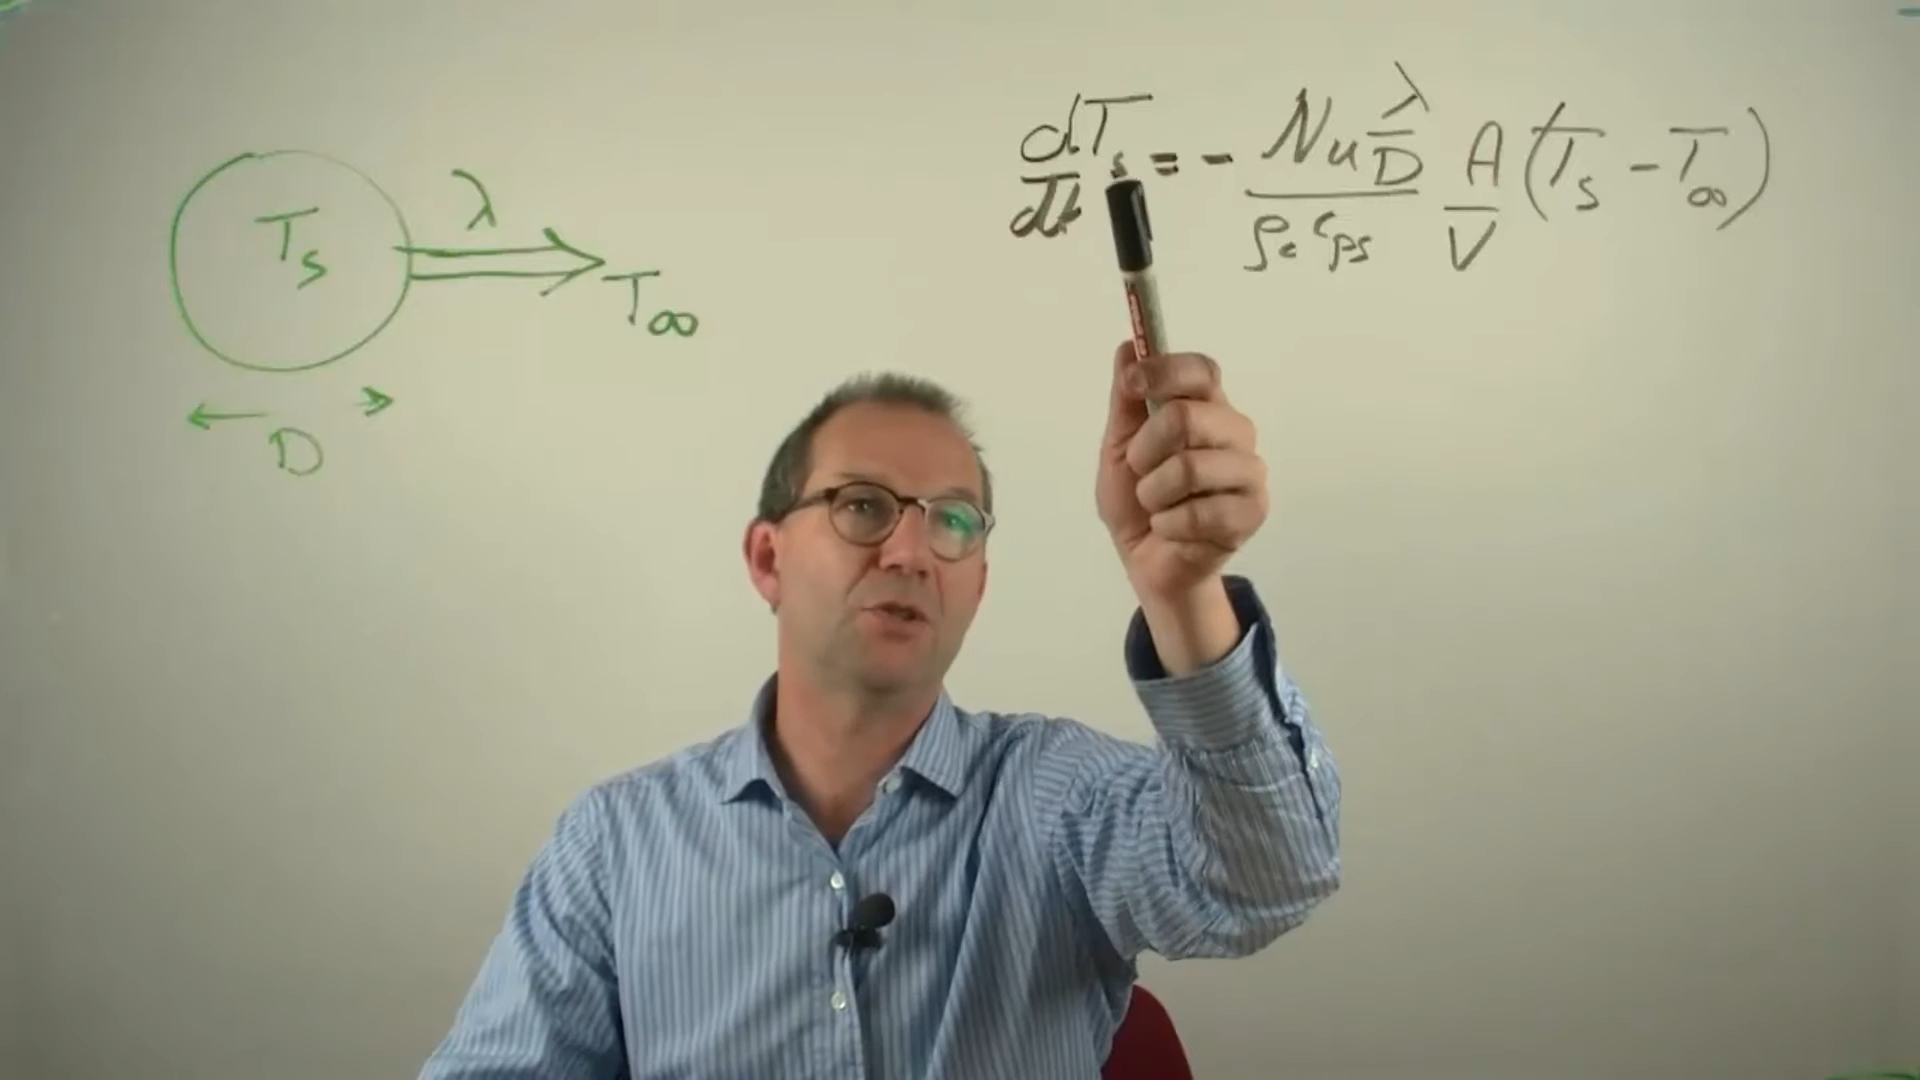 T_s
λ
T_∞
D
dT_s/dt = - (Nu λ/D)/(ρ_s c_ps) A/V (T_s - T_∞)